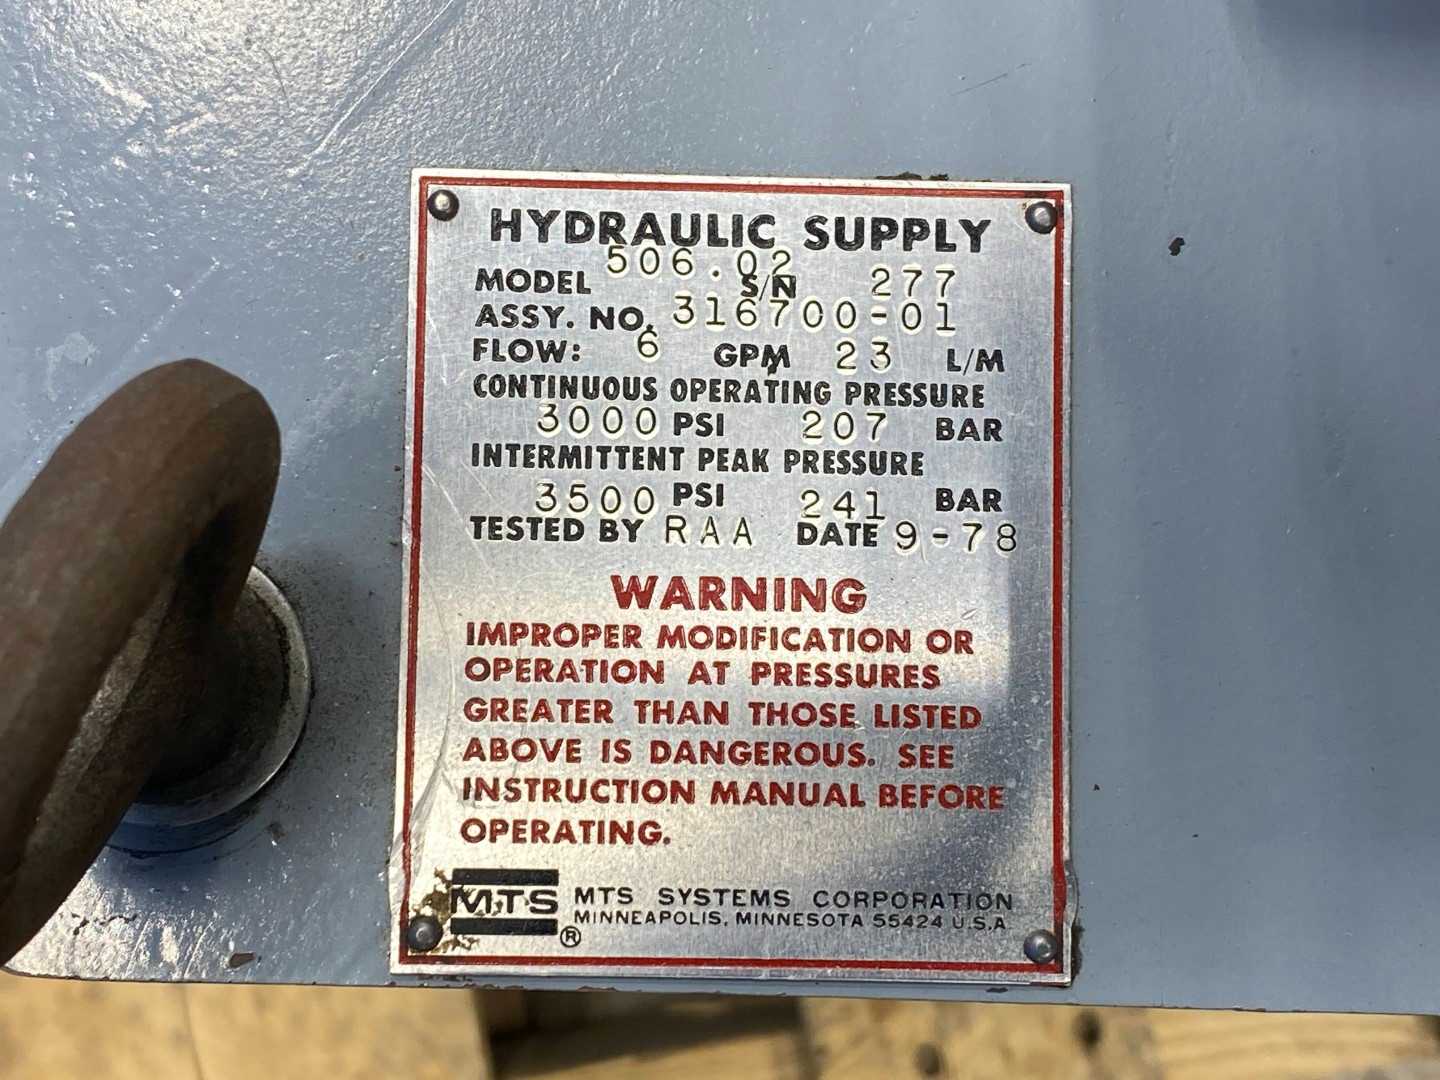 HYDRAULIC SUPPLY
MODEL 506.02 S/N 277
ASSY. NO. 316700-01
FLOW: 6 GPM 23 L/M
CONTINUOUS OPERATING PRESSURE
3000 PSI 207 BAR
INTERMITTENT PEAK PRESSURE
3500 PSI 241 BAR
TESTED BY RAA DATE 9-78
WARNING
IMPROPER MODIFICATION OR
OPERATION AT PRESSURES
GREATER THAN THOSE LISTED
ABOVE IS DANGEROUS. SEE
INSTRUCTION MANUAL BEFORE
OPERATING.
MTS ® MTS SYSTEMS CORPORATION
MINNEAPOLIS, MINNESOTA 55424 U.S.A.